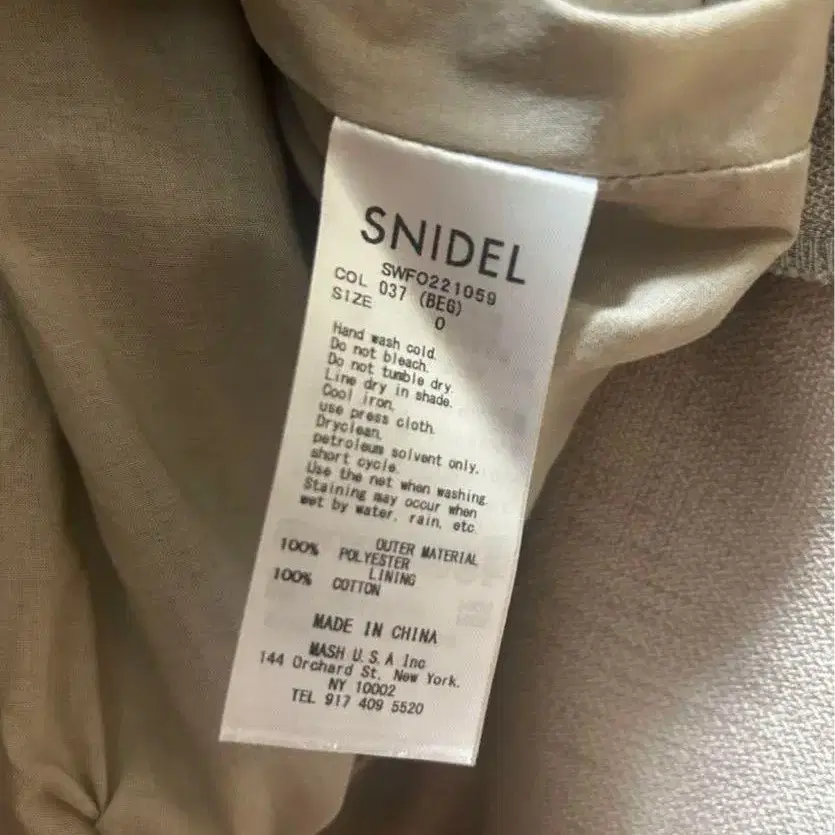 SNIDEL
SWFO221059
COL 037 (BEG)
SIZE 0
Hand wash cold.
Do not bleach.
Do not tumble dry.
Line dry in shade.
Cool iron,
use press cloth.
Dryclean,
petroleum solvent only,
short cycle.
Use the net when washing.
Staining may occur when
wet by water, rain, etc.
OUTER MATERIAL
100% POLYESTER
LINING
100% COTTON
MADE IN CHINA
MASH U.S.A Inc
144 Orchard St. New York.
NY 10002
TEL 917 409 5520